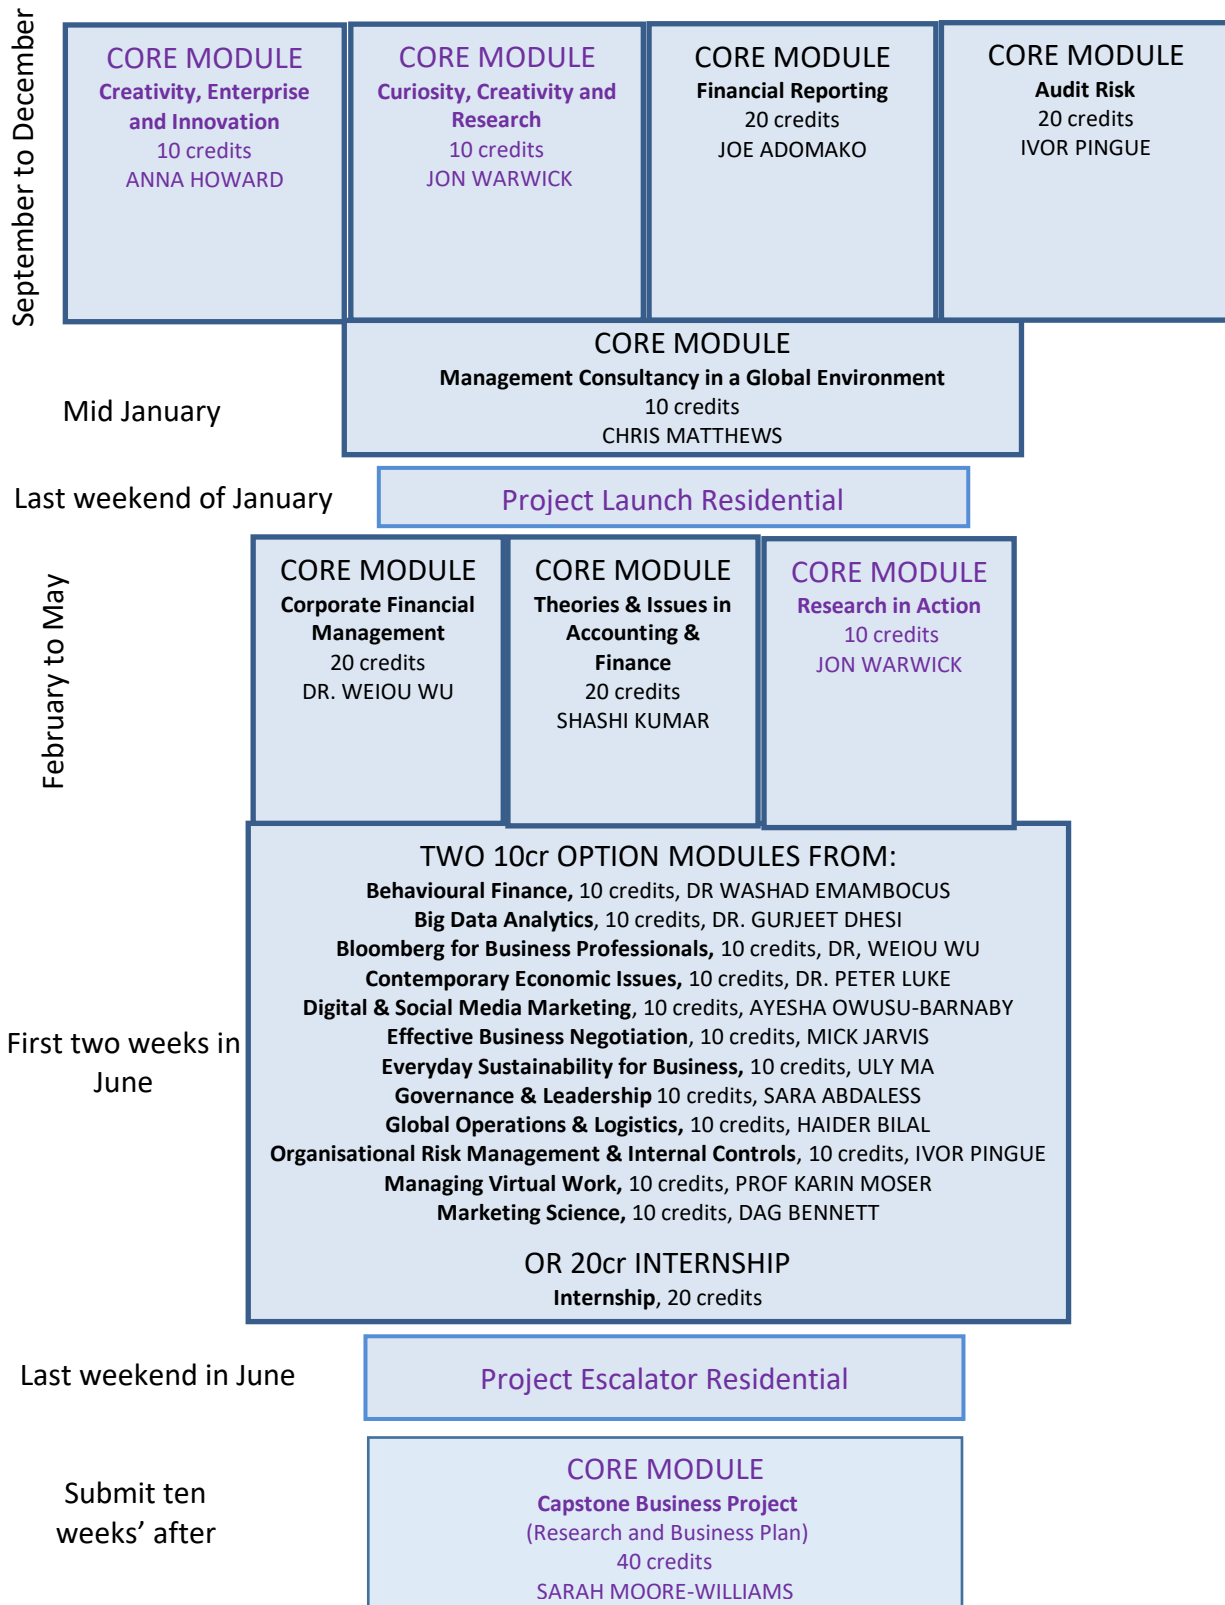 September to December
CORE MODULE
Creativity, Enterprise
and Innovation
10 credits
ANNA HOWARD
CORE MODULE
Curiosity, Creativity and
Research
10 credits
JON WARWICK
CORE MODULE
Financial Reporting
20 credits
JOE ADOMAKO
CORE MODULE
Audit Risk
20 credits
IVOR PINGUE
Mid January
CORE MODULE
Management Consultancy in a Global Environment
10 credits
CHRIS MATTHEWS
Last weekend of January
Project Launch Residential
February to May
CORE MODULE
Corporate Financial
Management
20 credits
DR. WEIOU WU
CORE MODULE
Theories & Issues in
Accounting &
Finance
20 credits
SHASHI KUMAR
CORE MODULE
Research in Action
10 credits
JON WARWICK
First two weeks in
June
TWO 10cr OPTION MODULES FROM:
Behavioural Finance, 10 credits, DR WASHAD EMAMBOCUS
Big Data Analytics, 10 credits, DR. GURJEET DHESI
Bloomberg for Business Professionals, 10 credits, DR, WEIOU WU
Contemporary Economic Issues, 10 credits, DR. PETER LUKE
Digital & Social Media Marketing, 10 credits, AYESHA OWUSU-BARNABY
Effective Business Negotiation, 10 credits, MICK JARVIS
Everyday Sustainability for Business, 10 credits, ULY MA
Governance & Leadership 10 credits, SARA ABDALESS
Global Operations & Logistics, 10 credits, HAIDER BILAL
Organisational Risk Management & Internal Controls, 10 credits, IVOR PINGUE
Managing Virtual Work, 10 credits, PROF KARIN MOSER
Marketing Science, 10 credits, DAG BENNETT
OR 20cr INTERNSHIP
Internship, 20 credits
Last weekend in June
Project Escalator Residential
Submit ten
weeks’ after
CORE MODULE
Capstone Business Project
(Research and Business Plan)
40 credits
SARAH MOORE-WILLIAMS